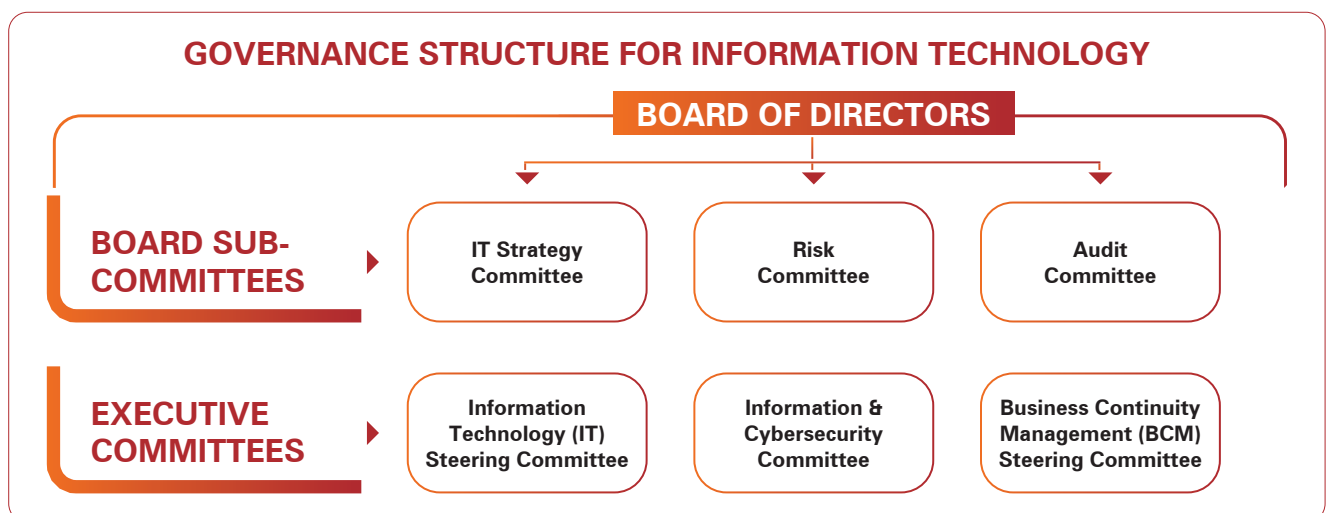 GOVERNANCE STRUCTURE FOR INFORMATION TECHNOLOGY
BOARD OF DIRECTORS
BOARD SUB-
COMMITTEES
IT Strategy
Committee
Risk
Committee
Audit
Committee
EXECUTIVE
COMMITTEES
Information
Technology (IT)
Steering Committee
Information &
Cybersecurity
Committee
Business Continuity
Management (BCM)
Steering Committee